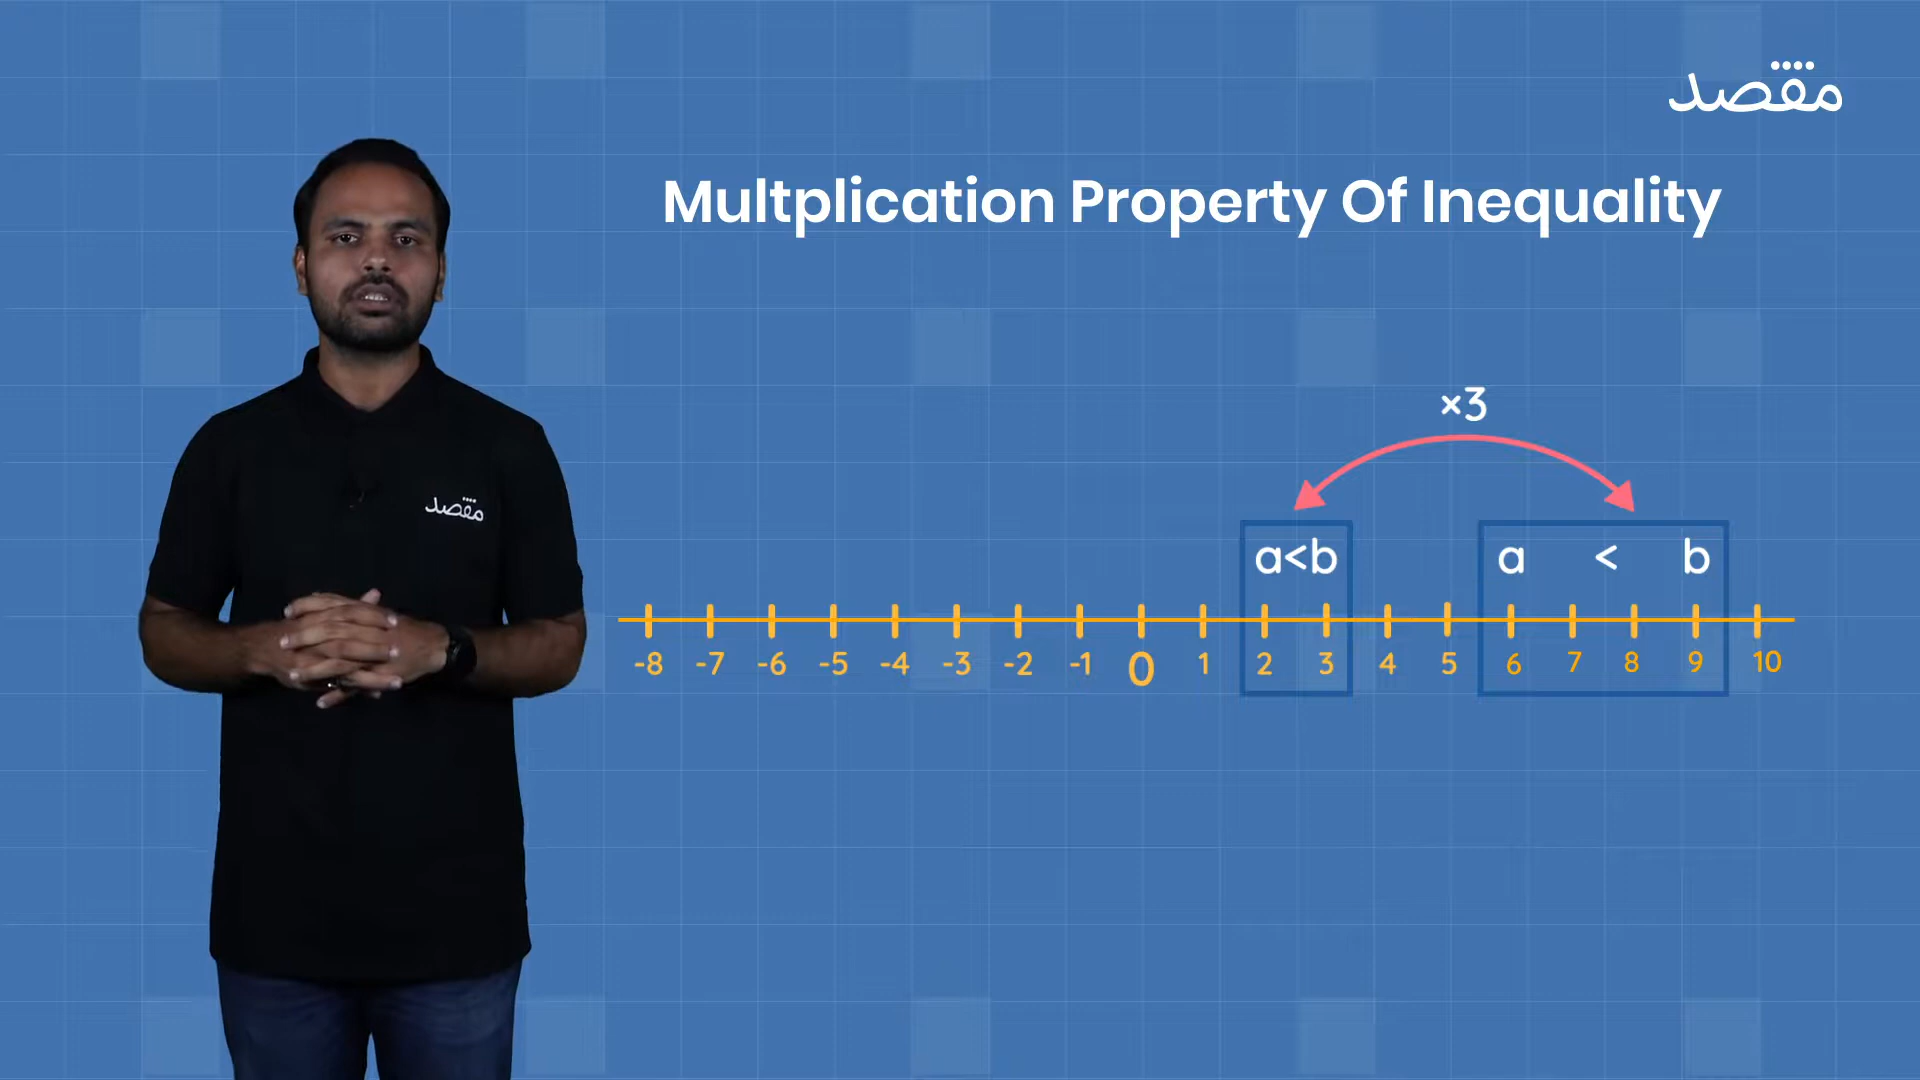 مقصد
Multplication Property Of Inequality
×3
a<b a < b
-8 -7 -6 -5 -4 -3 -2 -1 0 1 2 3 4 5 6 7 8 9 10
مقصد